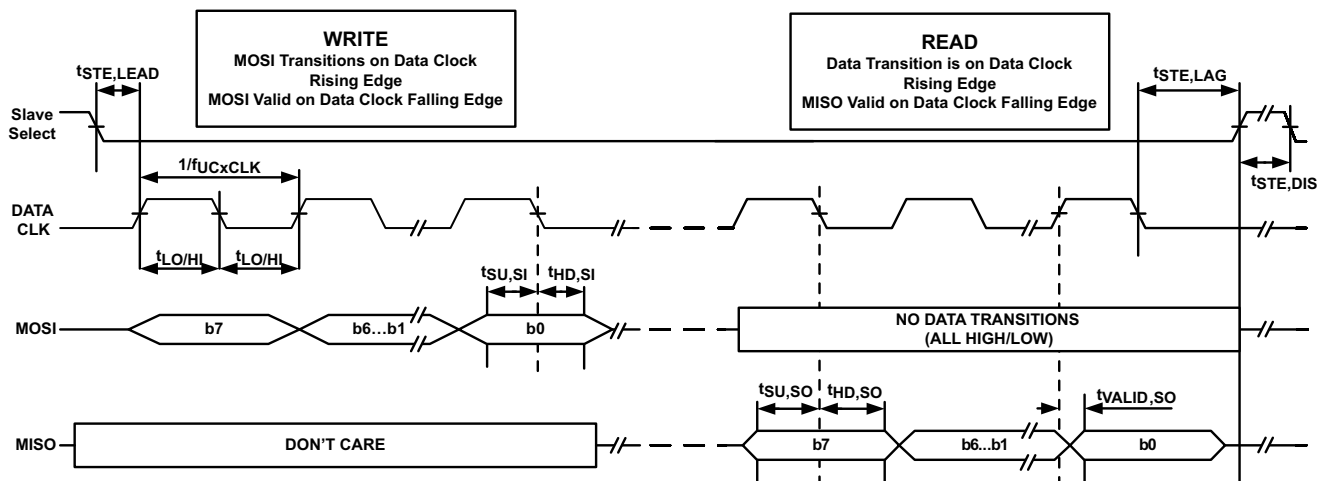 WRITE
MOSI Transitions on Data Clock
Rising Edge
MOSI Valid on Data Clock Falling Edge
READ
Data Transition is on Data Clock
Rising Edge
MISO Valid on Data Clock Falling Edge
tSTE,LEAD
tSTE,LAG
Slave
Select
tSTE,DIS
1/fUCxCLK
DATA
CLK
tLO/HI
tLO/HI
tSU,SI
tHD,SI
MOSI
b7
b6...b1
b0
NO DATA TRANSITIONS
(ALL HIGH/LOW)
tSU,SO
tHD,SO
tVALID,SO
MISO
DON'T CARE
b7
b6...b1
b0